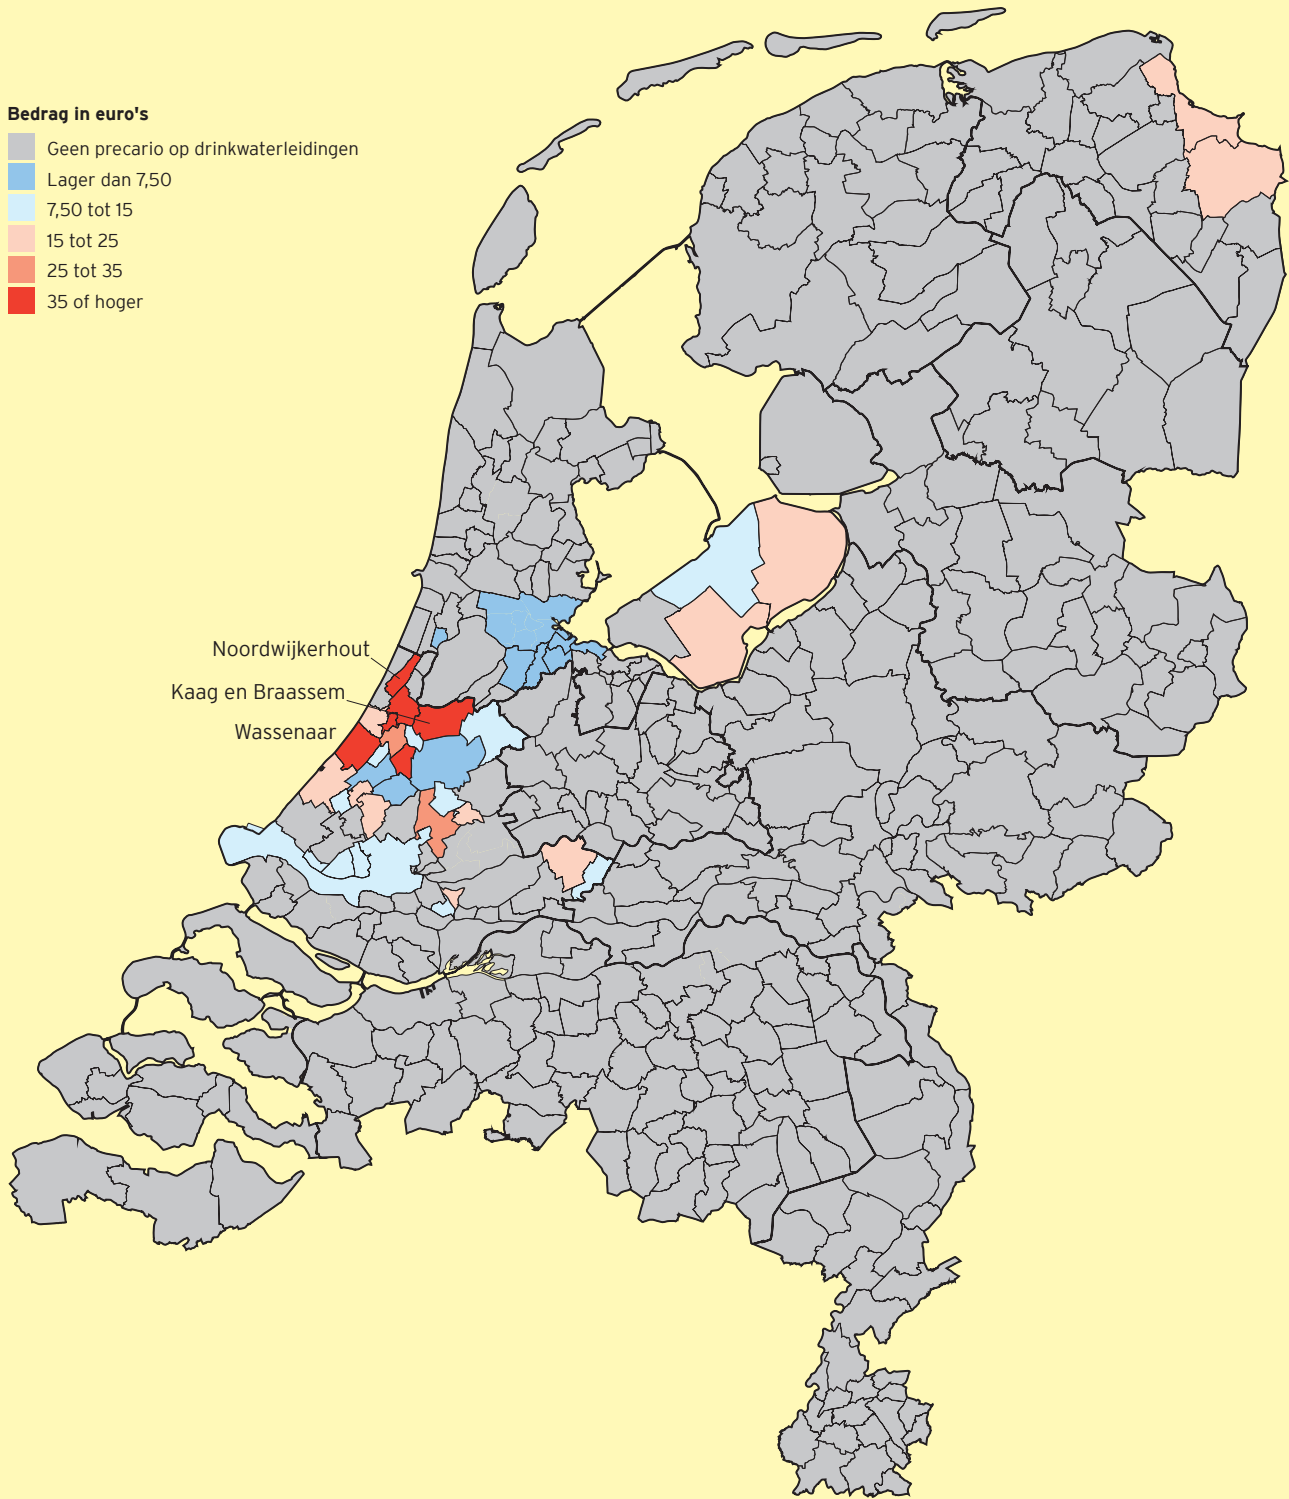 Bedrag in euro's
Geen precario op drinkwaterleidingen
Lager dan 7,50
7,50 tot 15
15 tot 25
25 tot 35
35 of hoger
Noordwijkerhout
Kaag en Braassem
Wassenaar